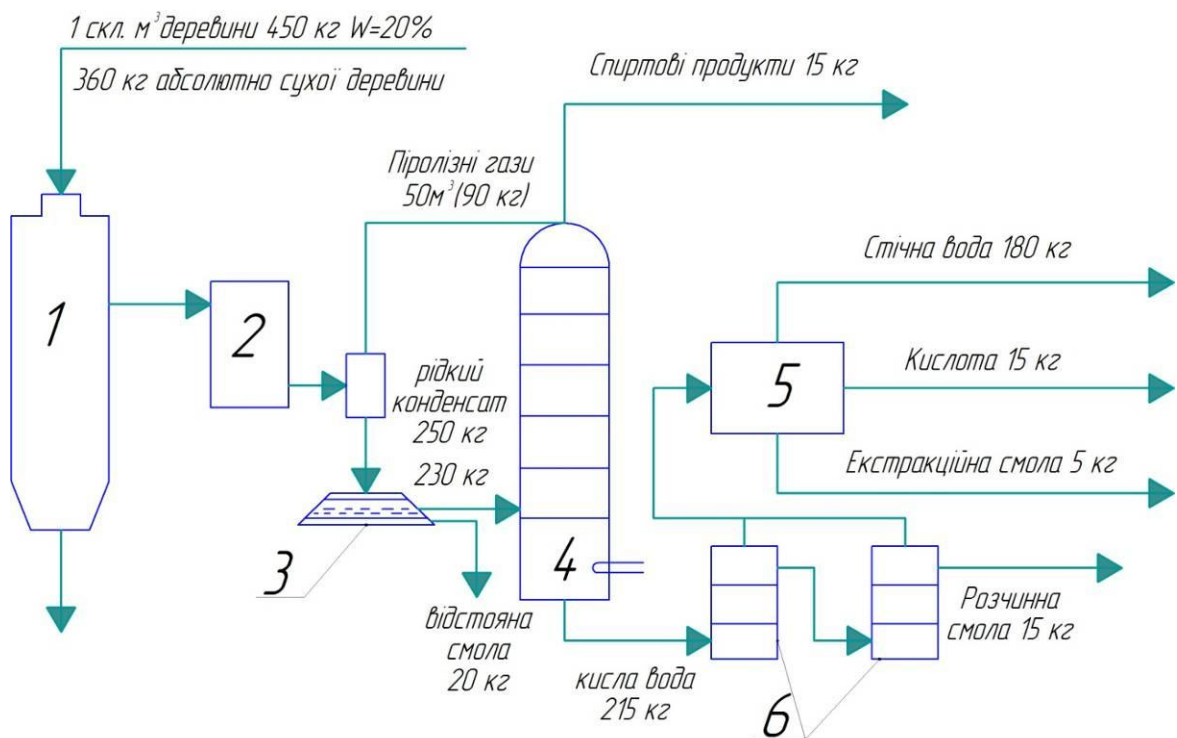 1 скл. м³ деревини 450 кг W=20%
360 кг абсолютно сухої деревини
Спиртові продукти 15 кг
Піролізні гази
50м³ (90 кг)
1
2
рідкий
конденсат
250 кг
230 кг
3
відстояна
смола
20 кг
4
кисла вода
215 кг
Стічна вода 180 кг
5
Кислота 15 кг
Екстракційна смола 5 кг
Розчинна
смола 15 кг
6